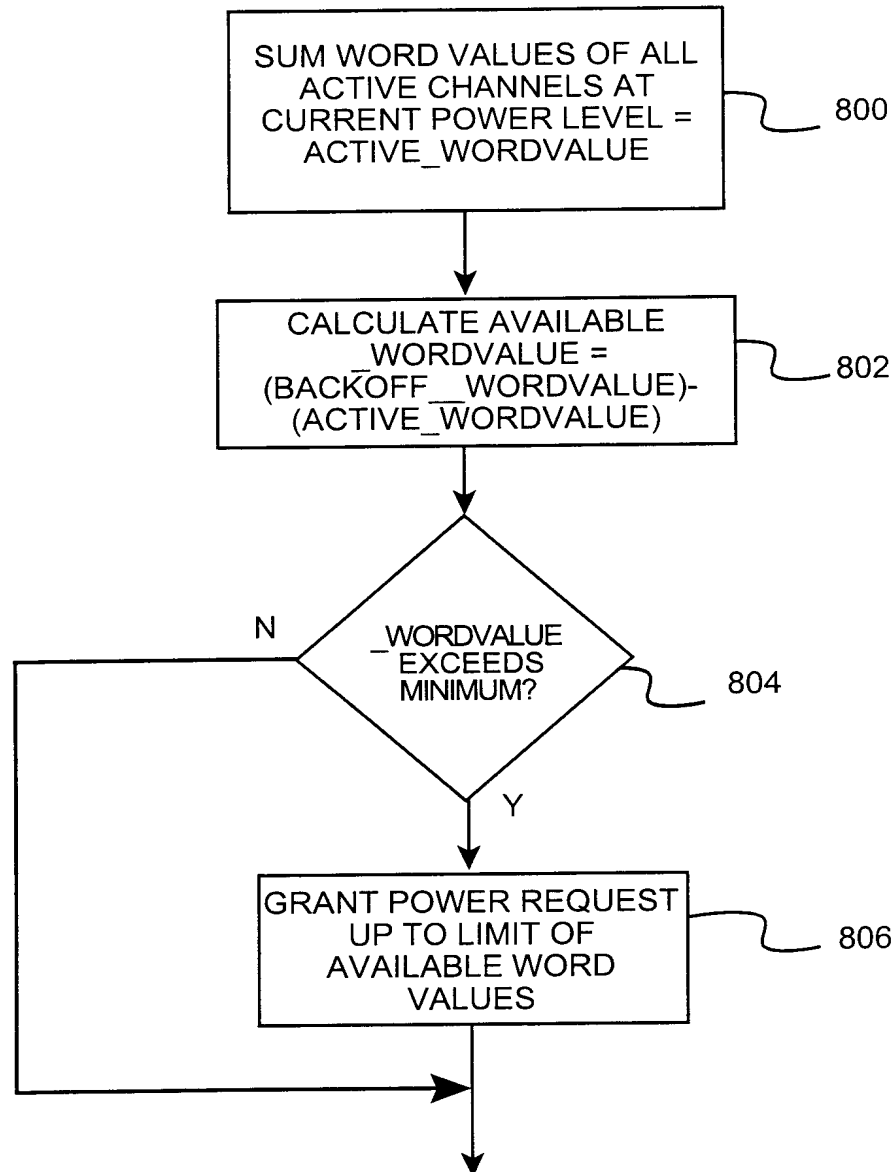 SUM WORD VALUES OF ALL
ACTIVE CHANNELS AT
CURRENT POWER LEVEL =
ACTIVE_WORDVALUE
800
CALCULATE AVAILABLE
_WORDVALUE =
(BACKOFF__WORDVALUE)-
(ACTIVE_WORDVALUE)
802
N
_WORDVALUE
EXCEEDS
MINIMUM?
804
Y
GRANT POWER REQUEST
UP TO LIMIT OF
AVAILABLE WORD
VALUES
806